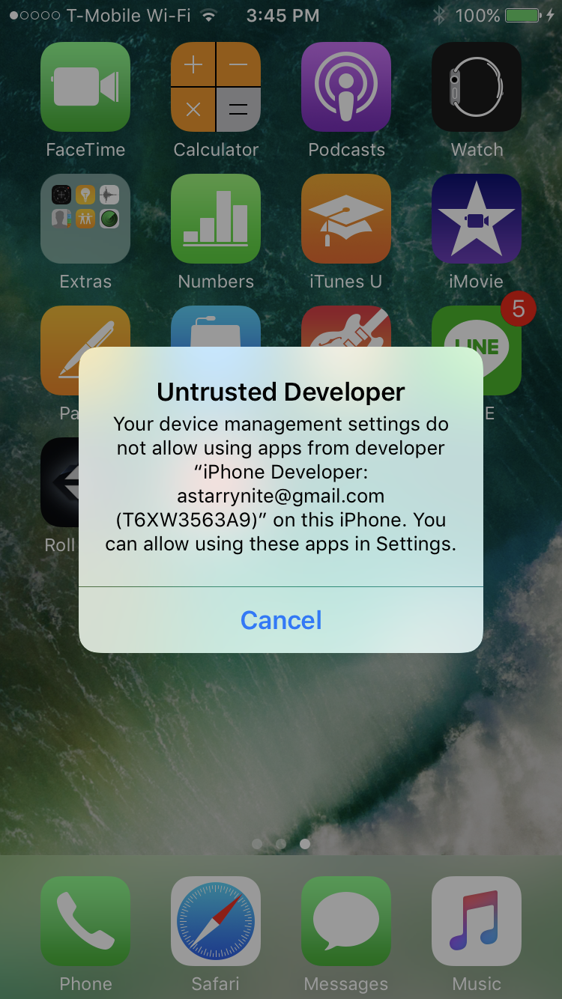 T-Mobile Wi-Fi 3:45 PM 100%
FaceTime Calculator Podcasts Watch
Extras Numbers iTunes U iMovie
5
LINE
Pa E
Untrusted Developer
Your device management settings do
not allow using apps from developer
“iPhone Developer:
astarrynite@gmail.com
(T6XW3563A9)” on this iPhone. You
can allow using these apps in Settings.
Roll
Cancel
Phone Safari Messages Music